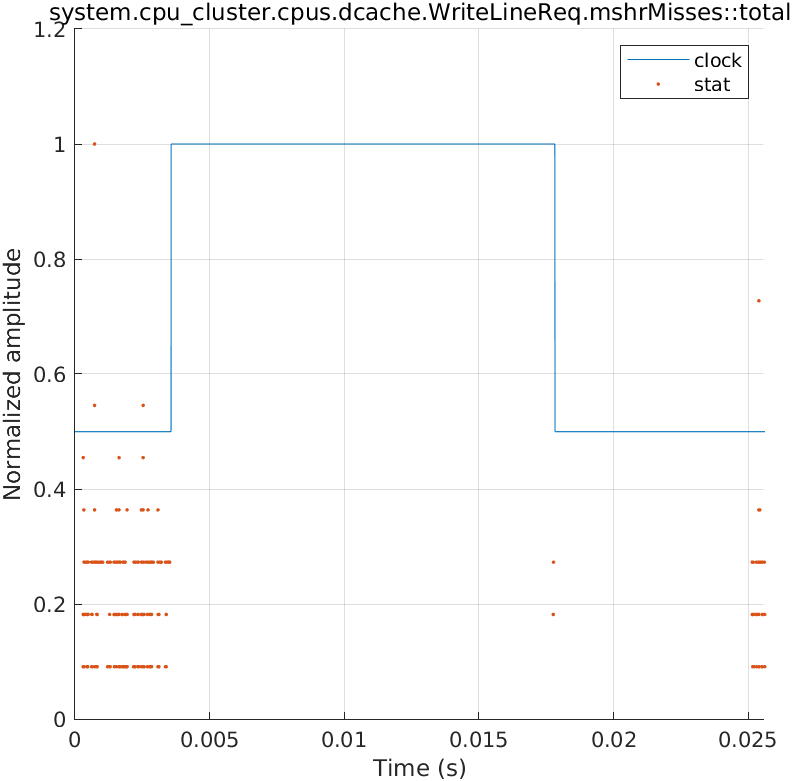 system.cpu_cluster.cpus.dcache.WriteLineReq.mshrMisses::total
1.2
1
0.8
0.6
0.4
0.2
0
Normalized amplitude
clock
stat
0
0.005
0.01
0.015
0.02
0.025
Time (s)